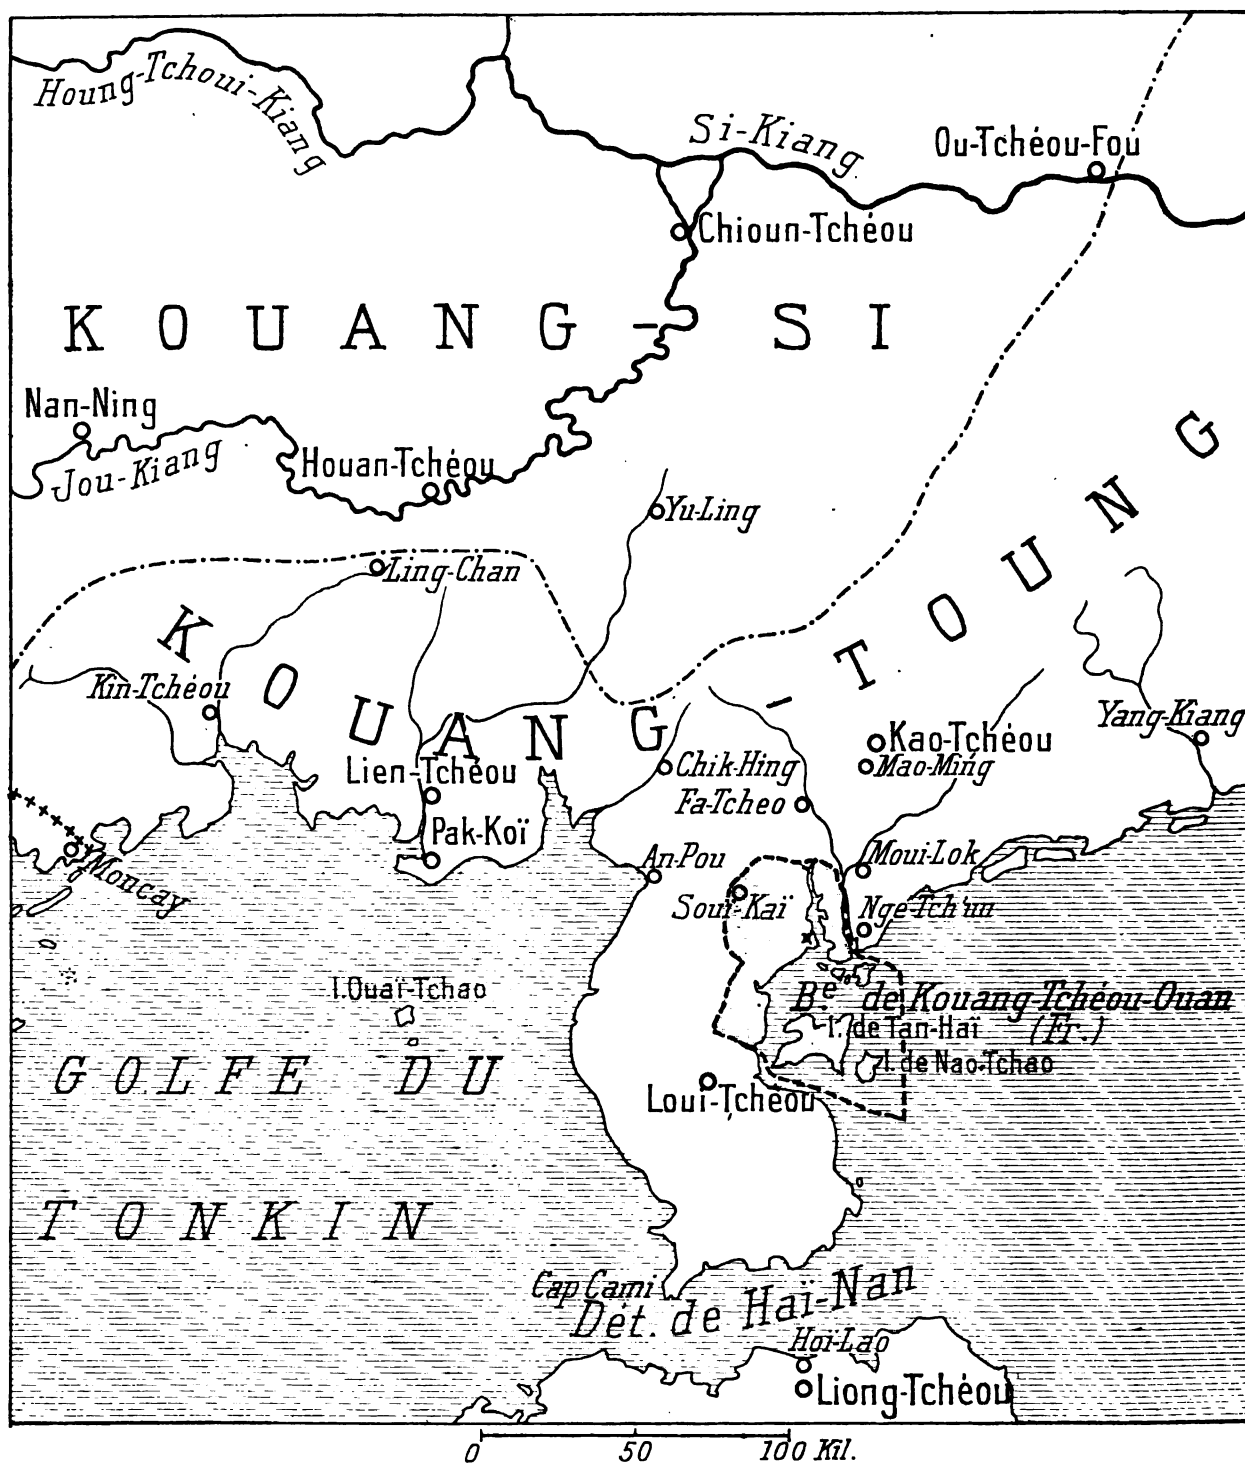 Houng-Tchoui-Kiang
Si-Kiang
Ou-Tchéou-Fou
Chioun-Tchéou
KOUANG-SI
Nan-Ning
Jou-Kiang
Houan-Tchéou
Yu-Ling
Ling-Chan
KOUANG-TOUNG
Kin-Tchéou
Yang-Kiang
Kao-Tchéou
Mao-Ming
Lien-Tchéou
Chik-Hing
Fa-Tcheo
Pak-Koï
Moncay
An-Pou
Moui-Lok
Souï-Kaï
Nge-Tch'un
I. Ouaï-Tchao
Be. de Kouang-Tchéou-Ouan
(Fr.)
I. de Tan-Haï
I. de Nao-Tchao
GOLFE DU
TONKIN
Louï-Tchéou
Cap Cami
Dét. de Haï-Nan
Hoï-Lao
Liong-Tchéou
0 50 100 Kil.